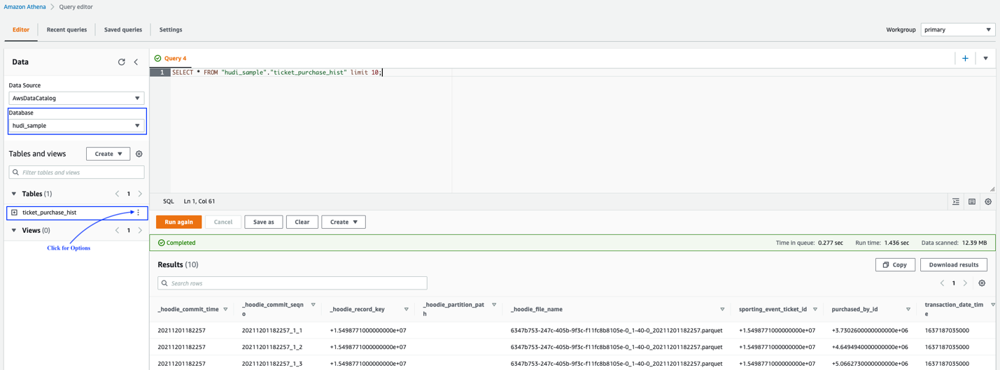 Amazon Athena > Query editor
Editor Recent queries Saved queries Settings
Workgroup primary
Data
Query 4
1 SELECT * FROM "hudi_sample"."ticket_purchase_hist" limit 10;
Data Source
AwsDataCatalog
Database
hudi_sample
Tables and views Create
Filter tables and views
Tables (1) 1
SQL Ln 1, Col 61
ticket_purchase_hist
Run again Cancel Save as Clear Create
Views (0) 1
Click for Options
Completed Time in queue: 0.277 sec Run time: 1.436 sec Data scanned: 12.39 MB
Results (10) Copy Download results
Search rows 1
_hoodie_commit_time _hoodie_commit_seqno _hoodie_record_key _hoodie_partition_path _hoodie_file_name sporting_event_ticket_id purchased_by_id transaction_date_time
20211201182257 20211201182257_1_1 +1.5498771000000000e+07 6347b753-247c-405b-9f3c-f11fc8b8105e-0_1-40-0_20211201182257.parquet +1.5498771000000000e+07 +3.7302600000000000e+06 1637187035000
20211201182257 20211201182257_1_2 +1.5498771000000000e+07 6347b753-247c-405b-9f3c-f11fc8b8105e-0_1-40-0_20211201182257.parquet +1.5498771000000000e+07 +4.6494940000000000e+06 1637187035000
20211201182257 20211201182257_1_3 +1.5498771000000000e+07 6347b753-247c-405b-9f3c-f11fc8b8105e-0_1-40-0_20211201182257.parquet +1.5498771000000000e+07 +5.0662730000000000e+06 1637187035000